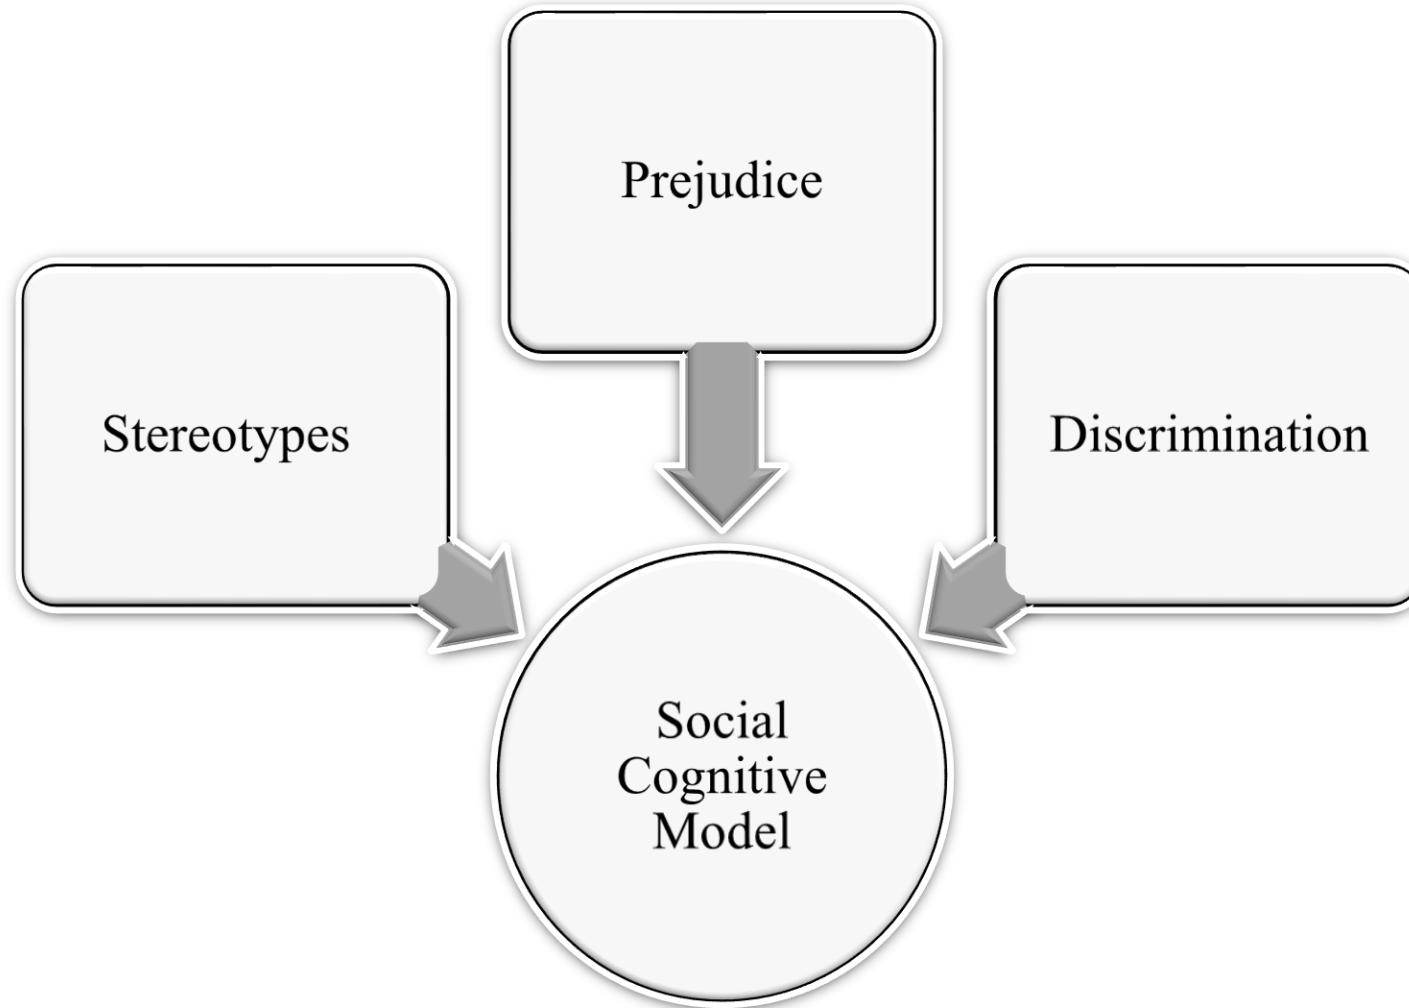 Prejudice
Stereotypes
Discrimination
Social
Cognitive
Model